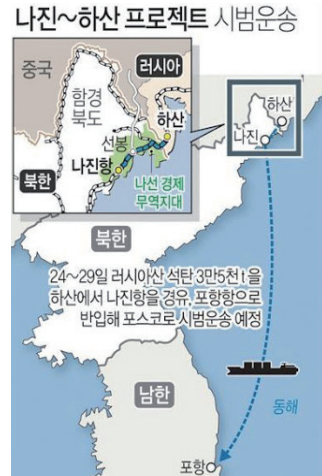 나진~하산 프로젝트 시범운송
중국
러시아
함경
북도
하산
선봉
나진항
북한
나선 경제
무역지대
하산
나진
북한
24~29일 러시아산 석탄 3만5천t을
하산에서 나진항을 경유, 포항항으로
반입해 포스코로 시범운송 예정
남한
동해
포항